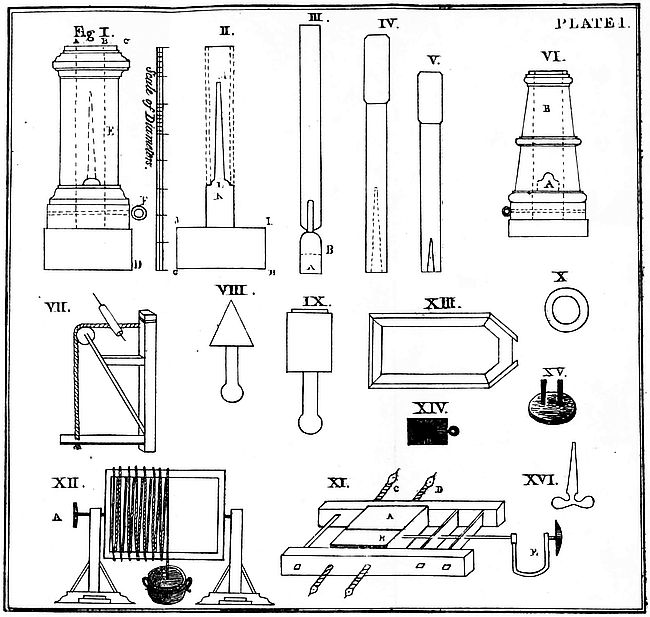 PLATE I.
Fig I.
A B C
E
F
D
Scale of Diameters.
II.
L
A
I.
G
H
III.
B
A
IV.
V.
VI.
B
A
VII.
VIII.
IX.
XIII.
X
XIV.
XV.
XII.
A
XI.
C D
A
B
E
XVI.